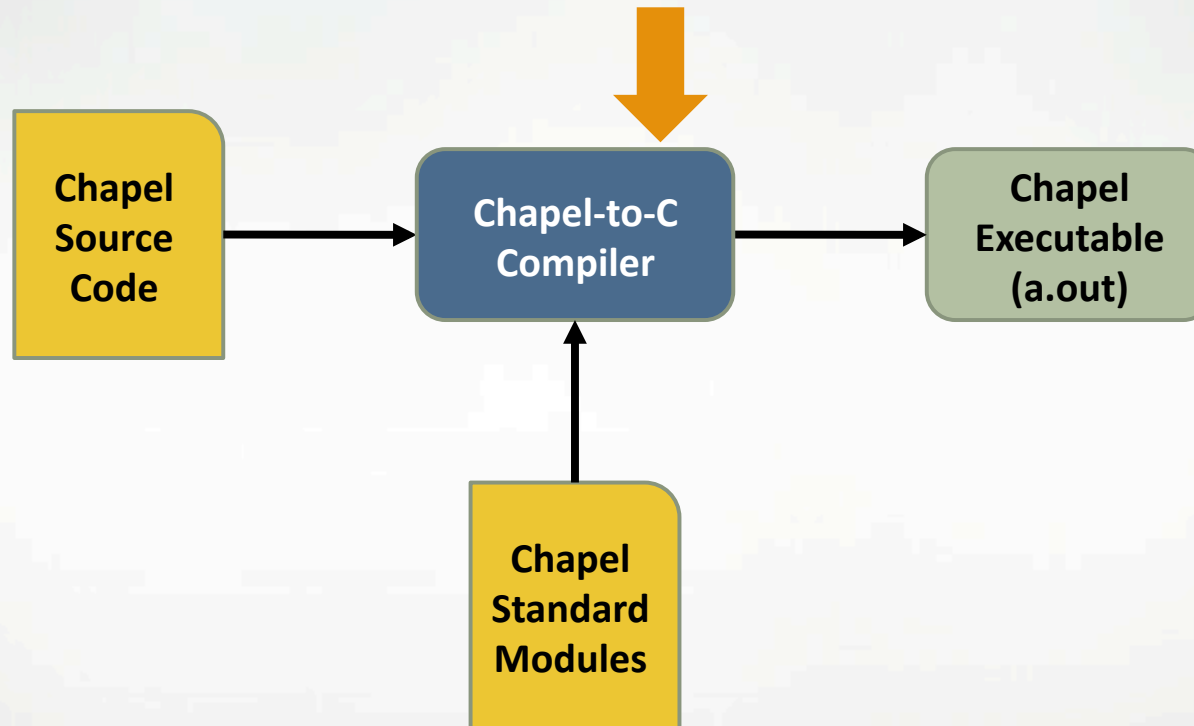 Chapel
Source
Code
Chapel-to-C
Compiler
Chapel
Executable
(a.out)
Chapel
Standard
Modules